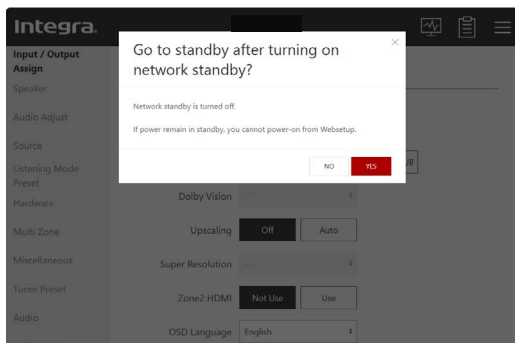 Integra.
Input / Output
Assign
Speaker
Audio Adjust
Source
Listening Mode
Preset
Hardware
Multi Zone
Miscellaneous
Tuner Preset
Audio
Go to standby after turning on
network standby?
×
Network standby is turned off.
If power remain in standby, you cannot power-on from Websetup.
NO YES
Dolby Vision
Upscaling Off Auto
Super Resolution
Zone2 HDMI Not Use Use
OSD Language English